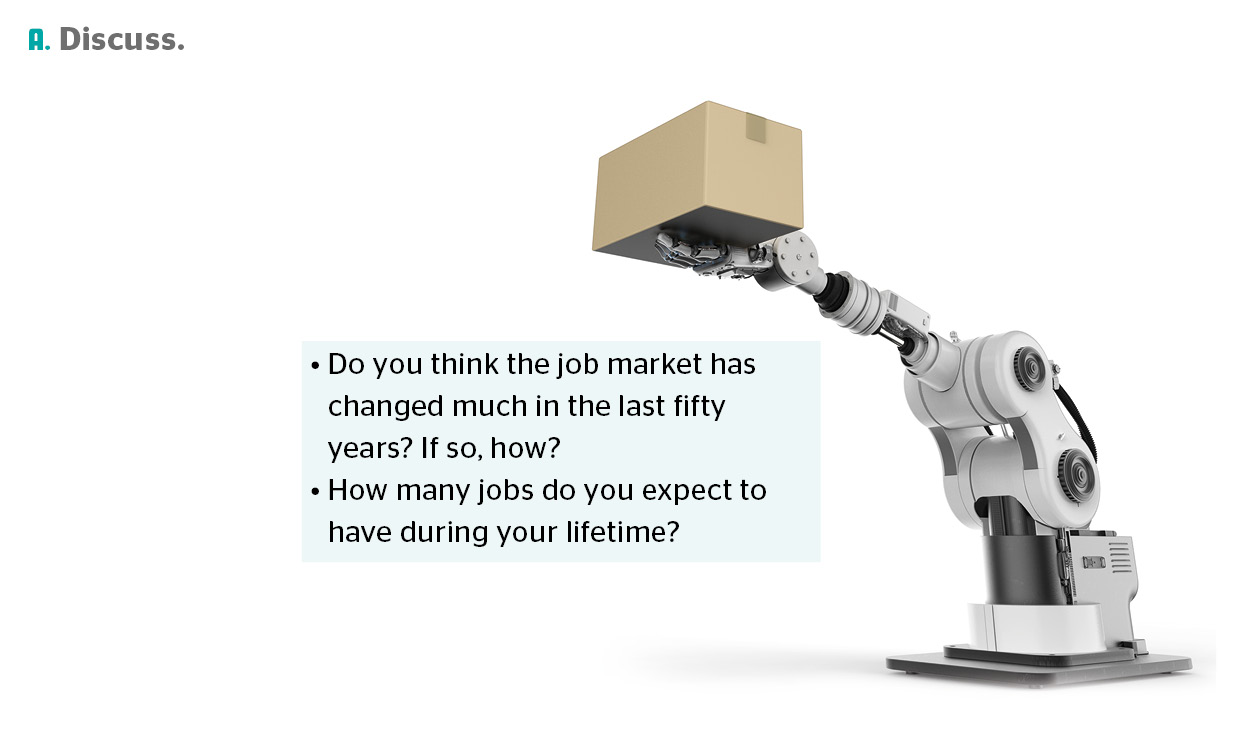 A. Discuss.
• Do you think the job market has
changed much in the last fifty
years? If so, how?
• How many jobs do you expect to
have during your lifetime?